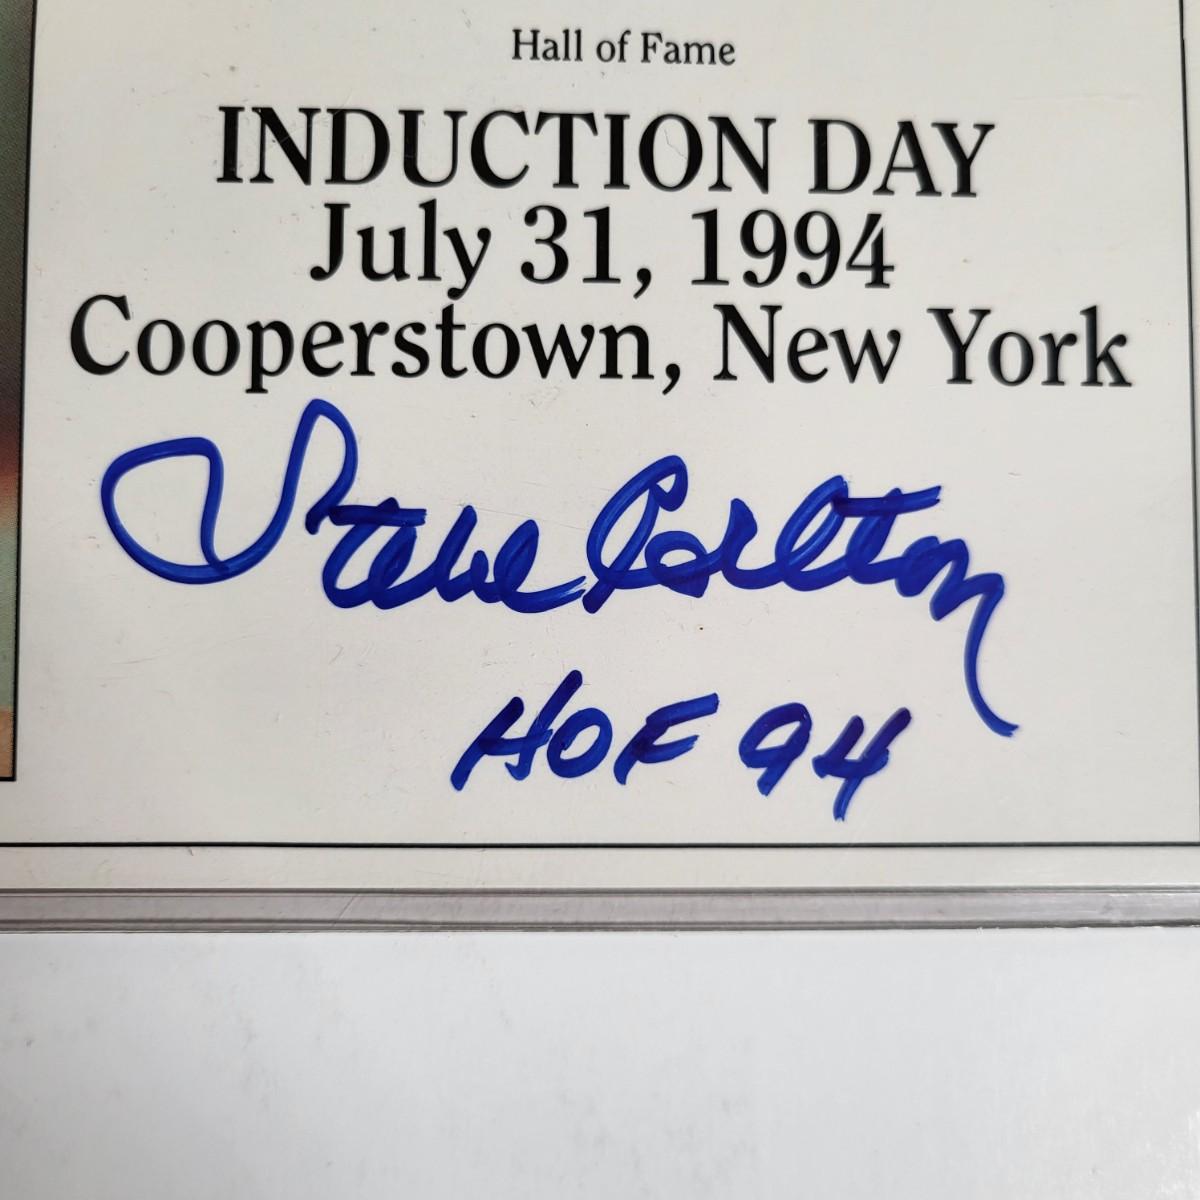 Hall of Fame
INDUCTION DAY
July 31, 1994
Cooperstown, New York
Steve Carlton
HOF 94